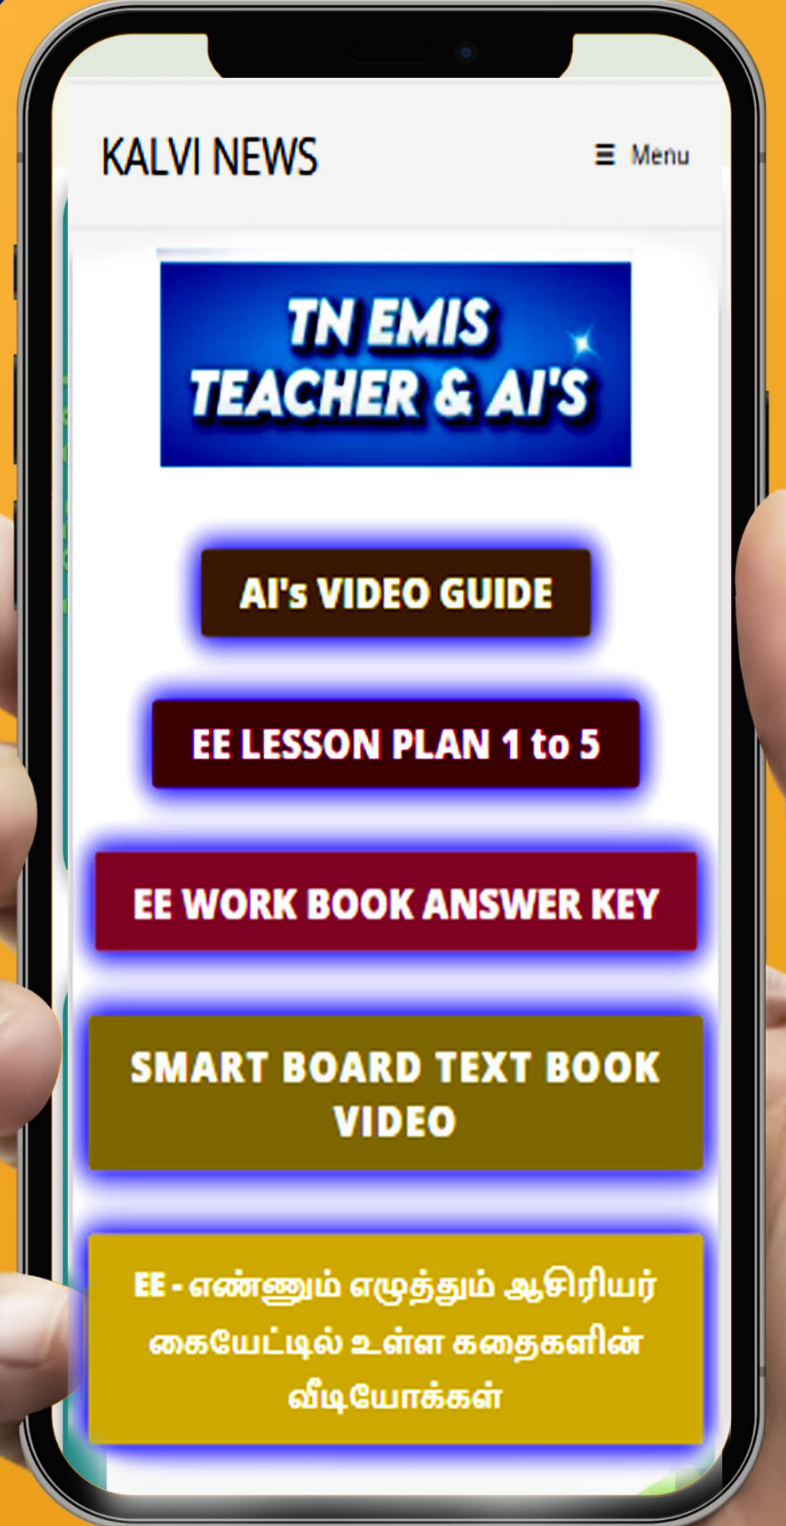 KALVI NEWS
☰ Menu
TN EMIS
TEACHER & AI'S
AI's VIDEO GUIDE
EE LESSON PLAN 1 to 5
EE WORK BOOK ANSWER KEY
SMART BOARD TEXT BOOK
VIDEO
EE - எண்ணும் எழுத்தும் ஆசிரியர்
கையேட்டில் உள்ள கதைகளின்
வீடியோக்கள்